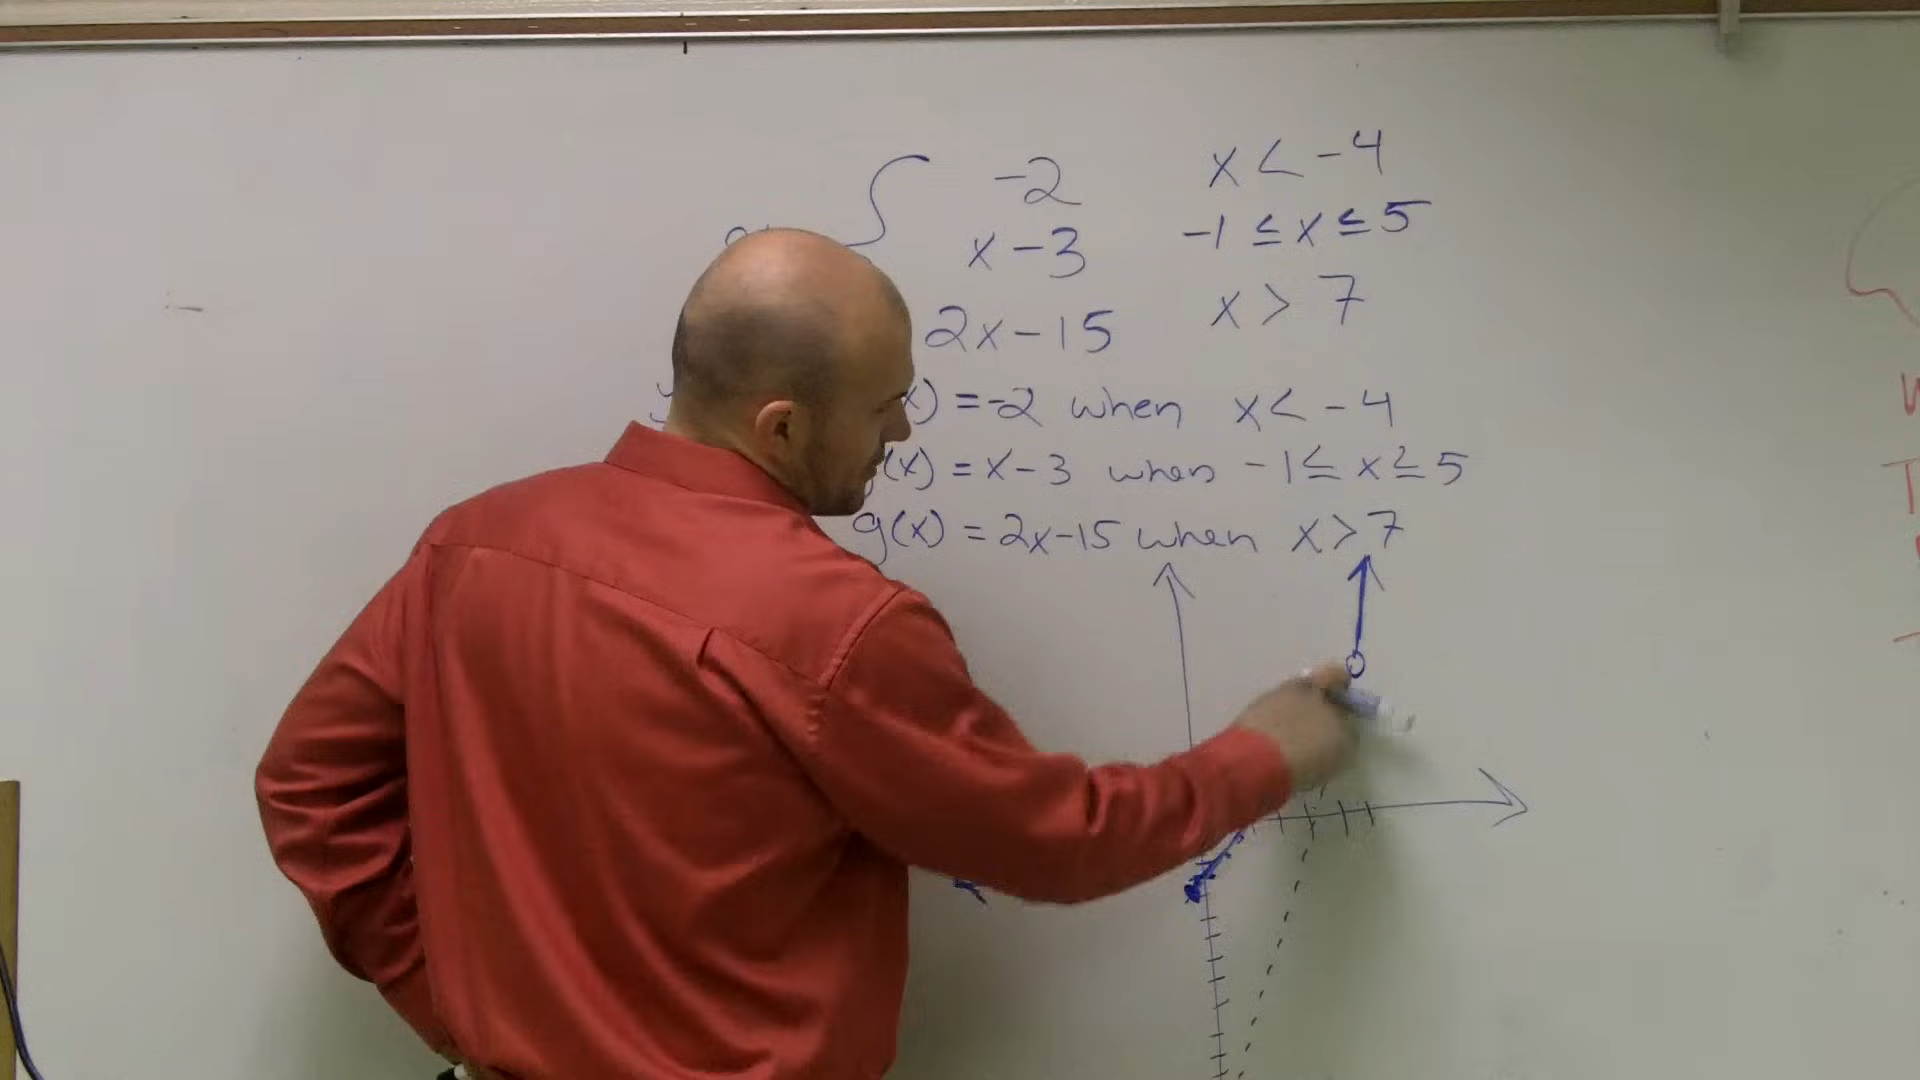 -2 x < -4
x-3 -1 ≤ x ≤ 5
2x-15 x > 7
x) =-2 when x< -4
(x) = x-3 when -1≤ x ≥ 5
g(x) = 2x-15 when x>7